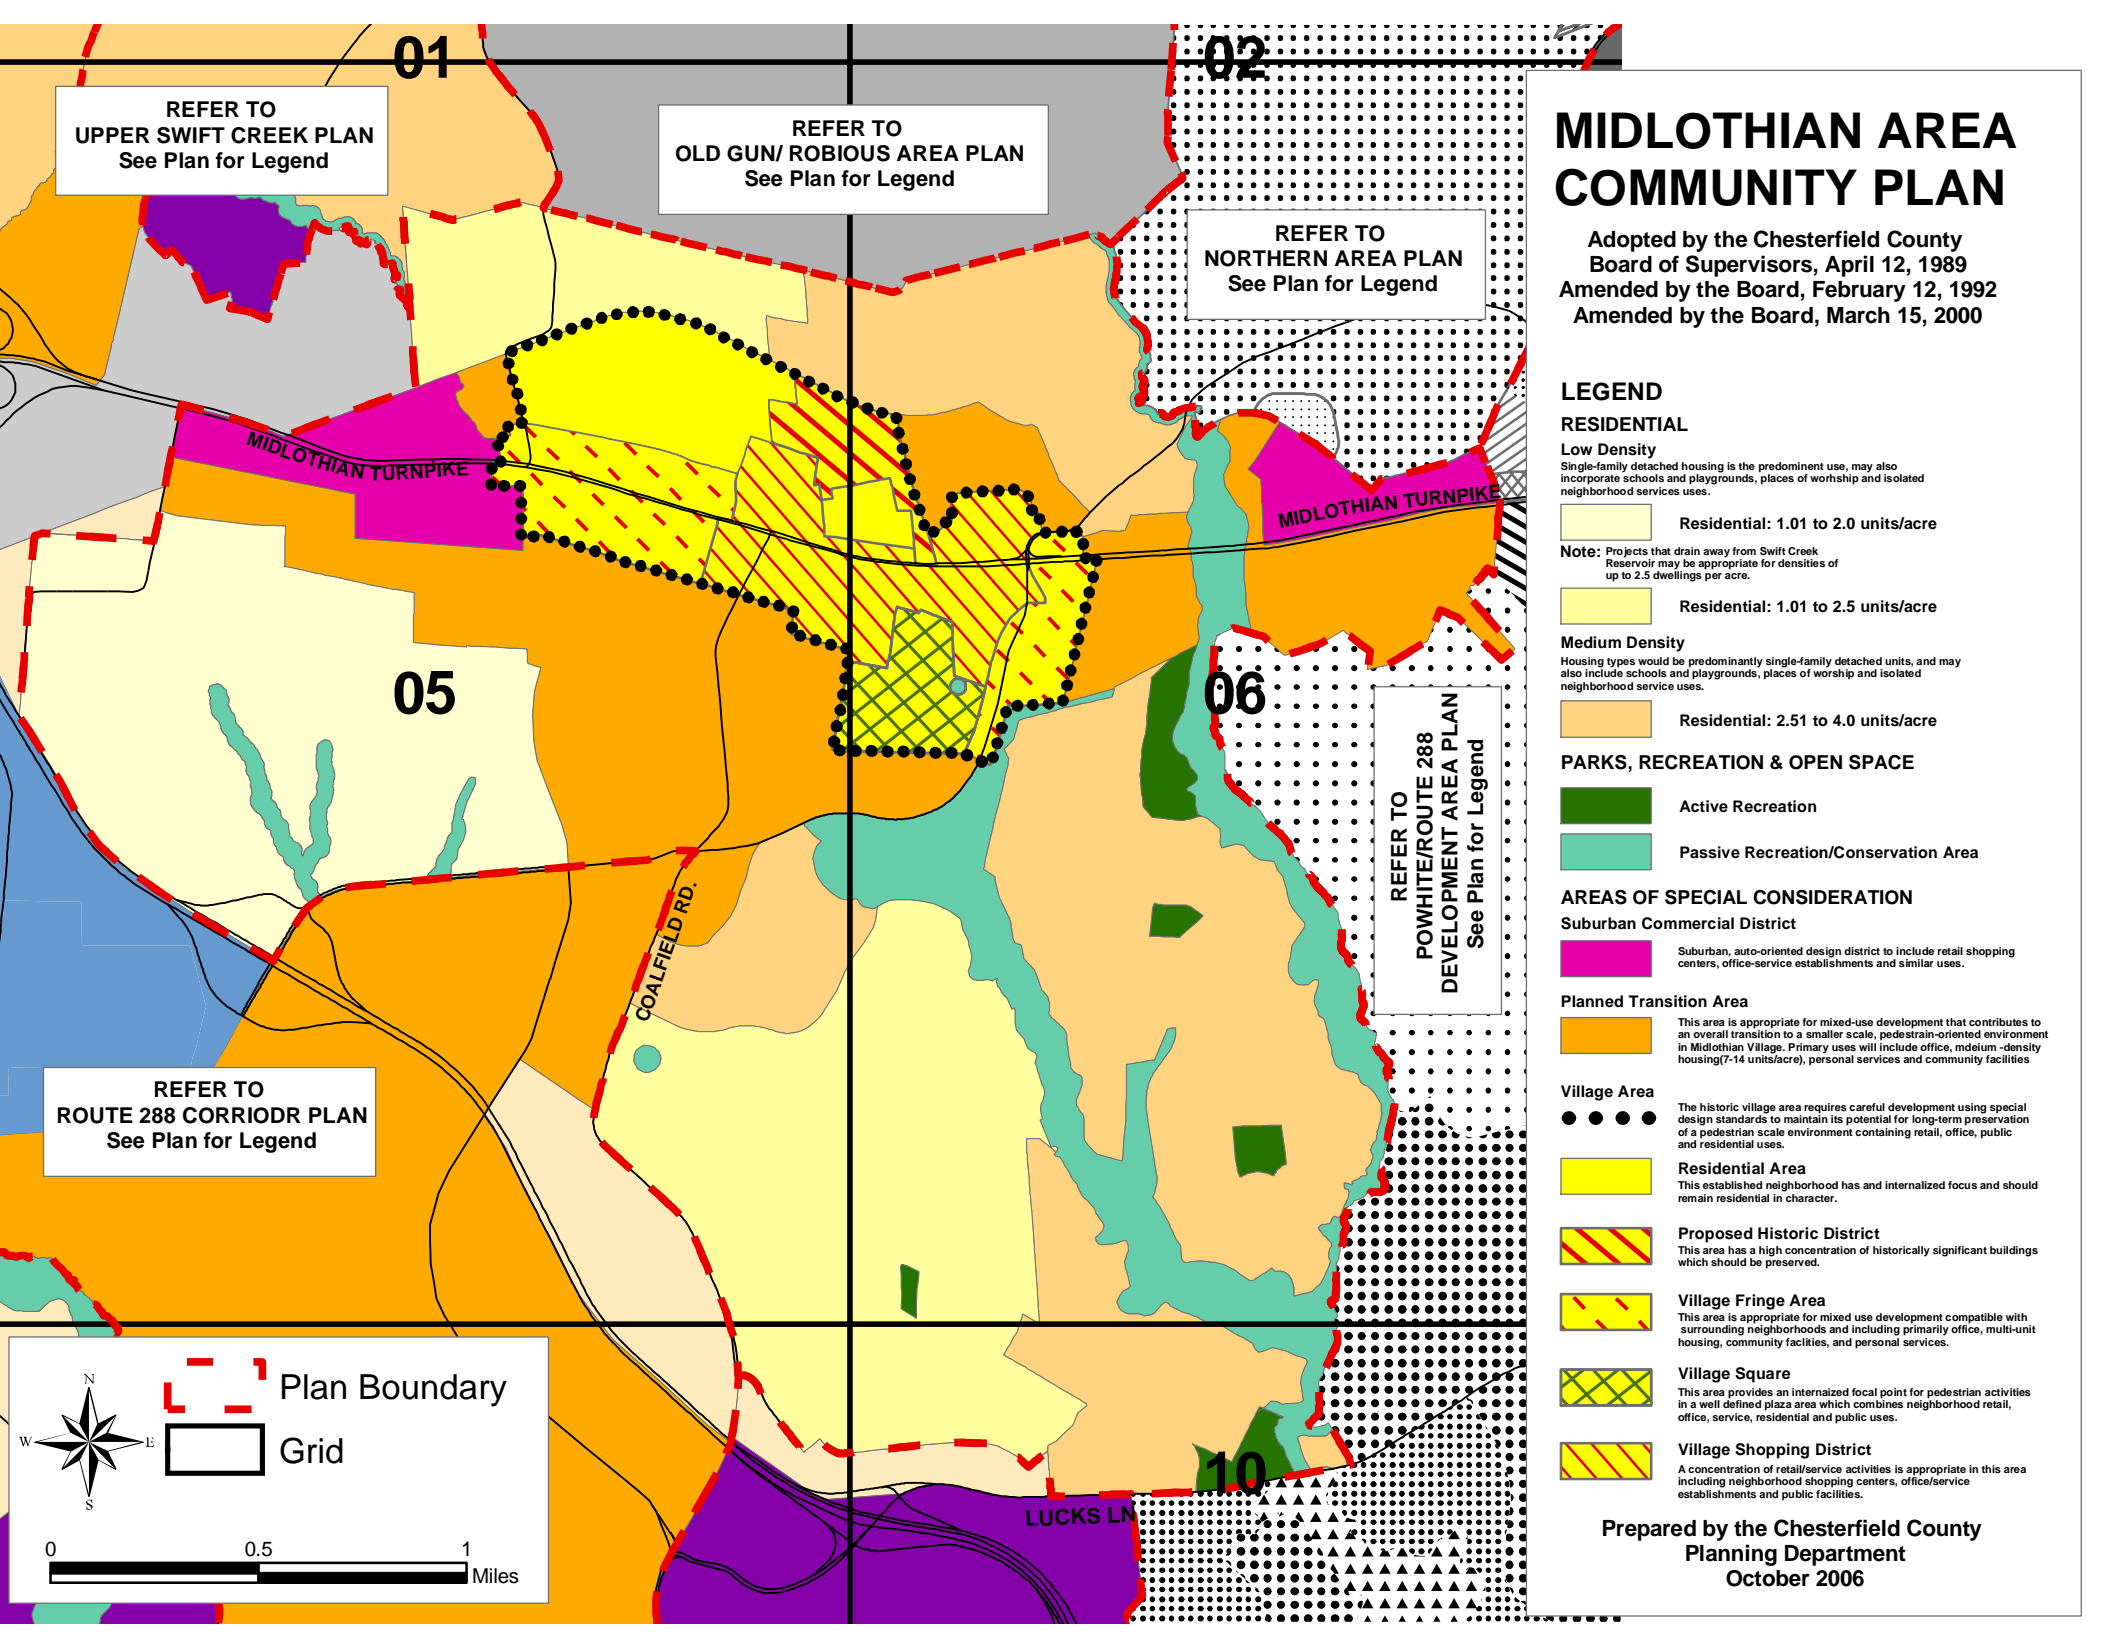 01
02
REFER TO
UPPER SWIFT CREEK PLAN
See Plan for Legend
REFER TO
OLD GUN/ ROBIOUS AREA PLAN
See Plan for Legend
REFER TO
NORTHERN AREA PLAN
See Plan for Legend
MIDLOTHIAN TURNPIKE
MIDLOTHIAN TURNPIKE
05
06
REFER TO
POWHITE/ROUTE 288
DEVELOPMENT AREA PLAN
See Plan for Legend
COALFIELD RD.
REFER TO
ROUTE 288 CORRIODR PLAN
See Plan for Legend
10
LUCKS LN
N
W
E
S
Plan Boundary
Grid
0
0.5
1
Miles
MIDLOTHIAN AREA
COMMUNITY PLAN
Adopted by the Chesterfield County
Board of Supervisors, April 12, 1989
Amended by the Board, February 12, 1992
Amended by the Board, March 15, 2000
LEGEND
RESIDENTIAL
Low Density
Single-family detached housing is the predominent use, may also
incorporate schools and playgrounds, places of worhship and isolated
neighborhood services uses.
Residential: 1.01 to 2.0 units/acre
Note: Projects that drain away from Swift Creek
Reservoir may be appropriate for densities of
up to 2.5 dwellings per acre.
Residential: 1.01 to 2.5 units/acre
Medium Density
Housing types would be predominantly single-family detached units, and may
also include schools and playgrounds, places of worship and isolated
neighborhood service uses.
Residential: 2.51 to 4.0 units/acre
PARKS, RECREATION & OPEN SPACE
Active Recreation
Passive Recreation/Conservation Area
AREAS OF SPECIAL CONSIDERATION
Suburban Commercial District
Suburban, auto-oriented design district to include retail shopping
centers, office-service establishments and similar uses.
Planned Transition Area
This area is appropriate for mixed-use development that contributes to
an overall transition to a smaller scale, pedestrain-oriented environment
in Midlothian Village. Primary uses will include office, mdeium -density
housing(7-14 units/acre), personal services and community facilities
Village Area
The historic village area requires careful development using special
design standards to maintain its potential for long-term preservation
of a pedestrian scale environment containing retail, office, public
and residential uses.
Residential Area
This established neighborhood has and internalized focus and should
remain residential in character.
Proposed Historic District
This area has a high concentration of historically significant buildings
which should be preserved.
Village Fringe Area
This area is appropriate for mixed use development compatible with
surrounding neighborhoods and including primarily office, multi-unit
housing, community faclities, and personal services.
Village Square
This area provides an internaized focal point for pedestrian activities
in a well defined plaza area which combines neighborhood retail,
office, service, residential and public uses.
Village Shopping District
A concentration of retail/service activities is appropriate in this area
including neighborhood shopping centers, office/service
establishments and public facilities.
Prepared by the Chesterfield County
Planning Department
October 2006